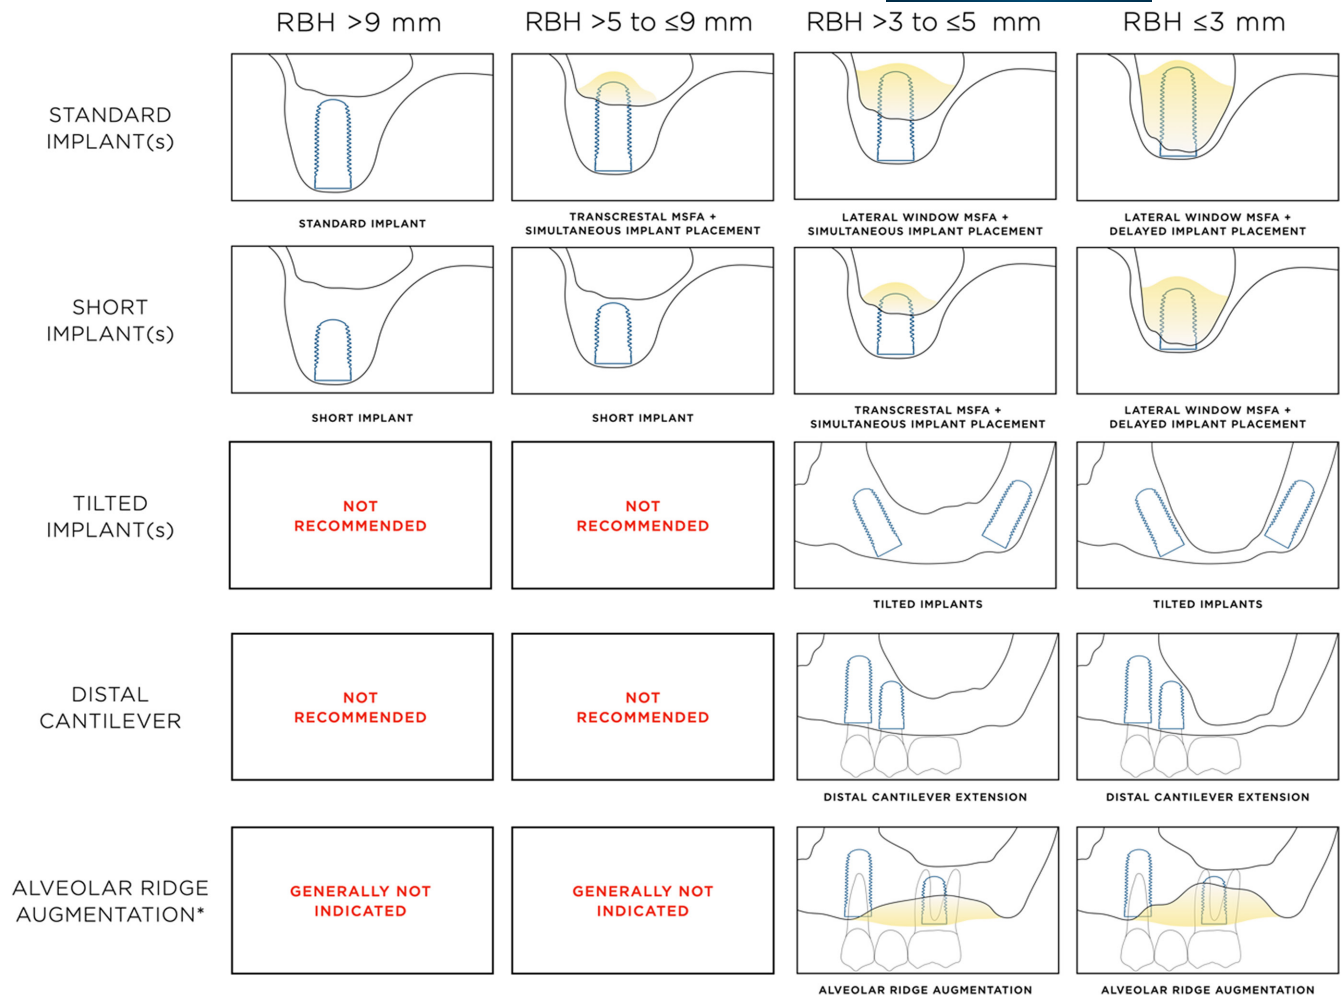 RBH >9 mm
RBH >5 to ≤9 mm
RBH >3 to ≤5 mm
RBH ≤3 mm
STANDARD
IMPLANT(s)
STANDARD IMPLANT
TRANSCRESTAL MSFA +
SIMULTANEOUS IMPLANT PLACEMENT
LATERAL WINDOW MSFA +
SIMULTANEOUS IMPLANT PLACEMENT
LATERAL WINDOW MSFA +
DELAYED IMPLANT PLACEMENT
SHORT
IMPLANT(s)
SHORT IMPLANT
SHORT IMPLANT
TRANSCRESTAL MSFA +
SIMULTANEOUS IMPLANT PLACEMENT
LATERAL WINDOW MSFA +
DELAYED IMPLANT PLACEMENT
TILTED
IMPLANT(s)
NOT
RECOMMENDED
NOT
RECOMMENDED
TILTED IMPLANTS
TILTED IMPLANTS
DISTAL
CANTILEVER
NOT
RECOMMENDED
NOT
RECOMMENDED
DISTAL CANTILEVER EXTENSION
DISTAL CANTILEVER EXTENSION
ALVEOLAR RIDGE
AUGMENTATION*
GENERALLY NOT
INDICATED
GENERALLY NOT
INDICATED
ALVEOLAR RIDGE AUGMENTATION
ALVEOLAR RIDGE AUGMENTATION